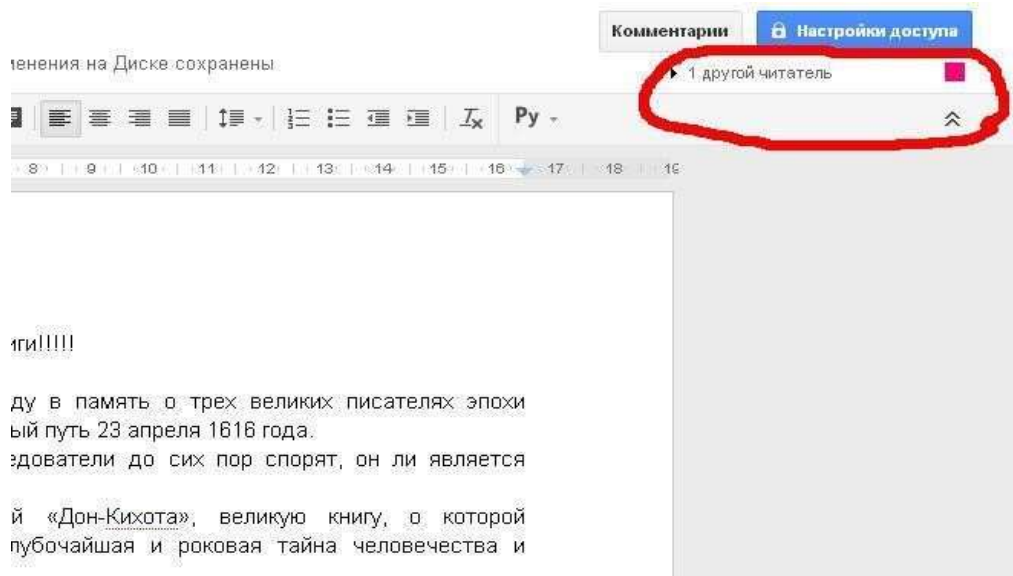 Комментарии
Настройки доступа
менения на Диске сохранены
1 другой читатель
Ру
8 9 10 11 12 13 14 15 16 17 18 19
иги!!!!!
ду в память о трех великих писателях эпохи
ый путь 23 апреля 1616 года.
едователи до сих пор спорят, он ли является
й «Дон-Кихота», великую книгу, о которой
лубочайшая и роковая тайна человечества и